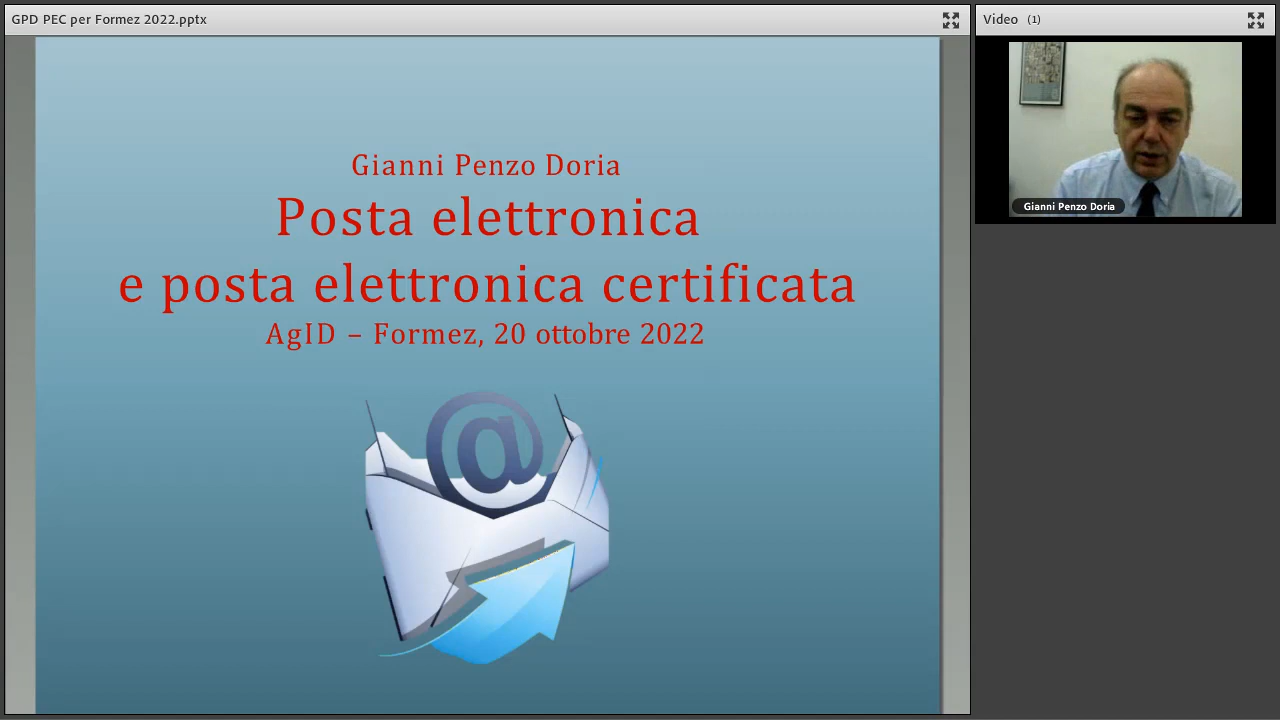 GPD PEC per Formez 2022.pptx
Video (1)
Gianni Penzo Doria
Posta elettronica
e posta elettronica certificata
AgID – Formez, 20 ottobre 2022
@
Gianni Penzo Doria